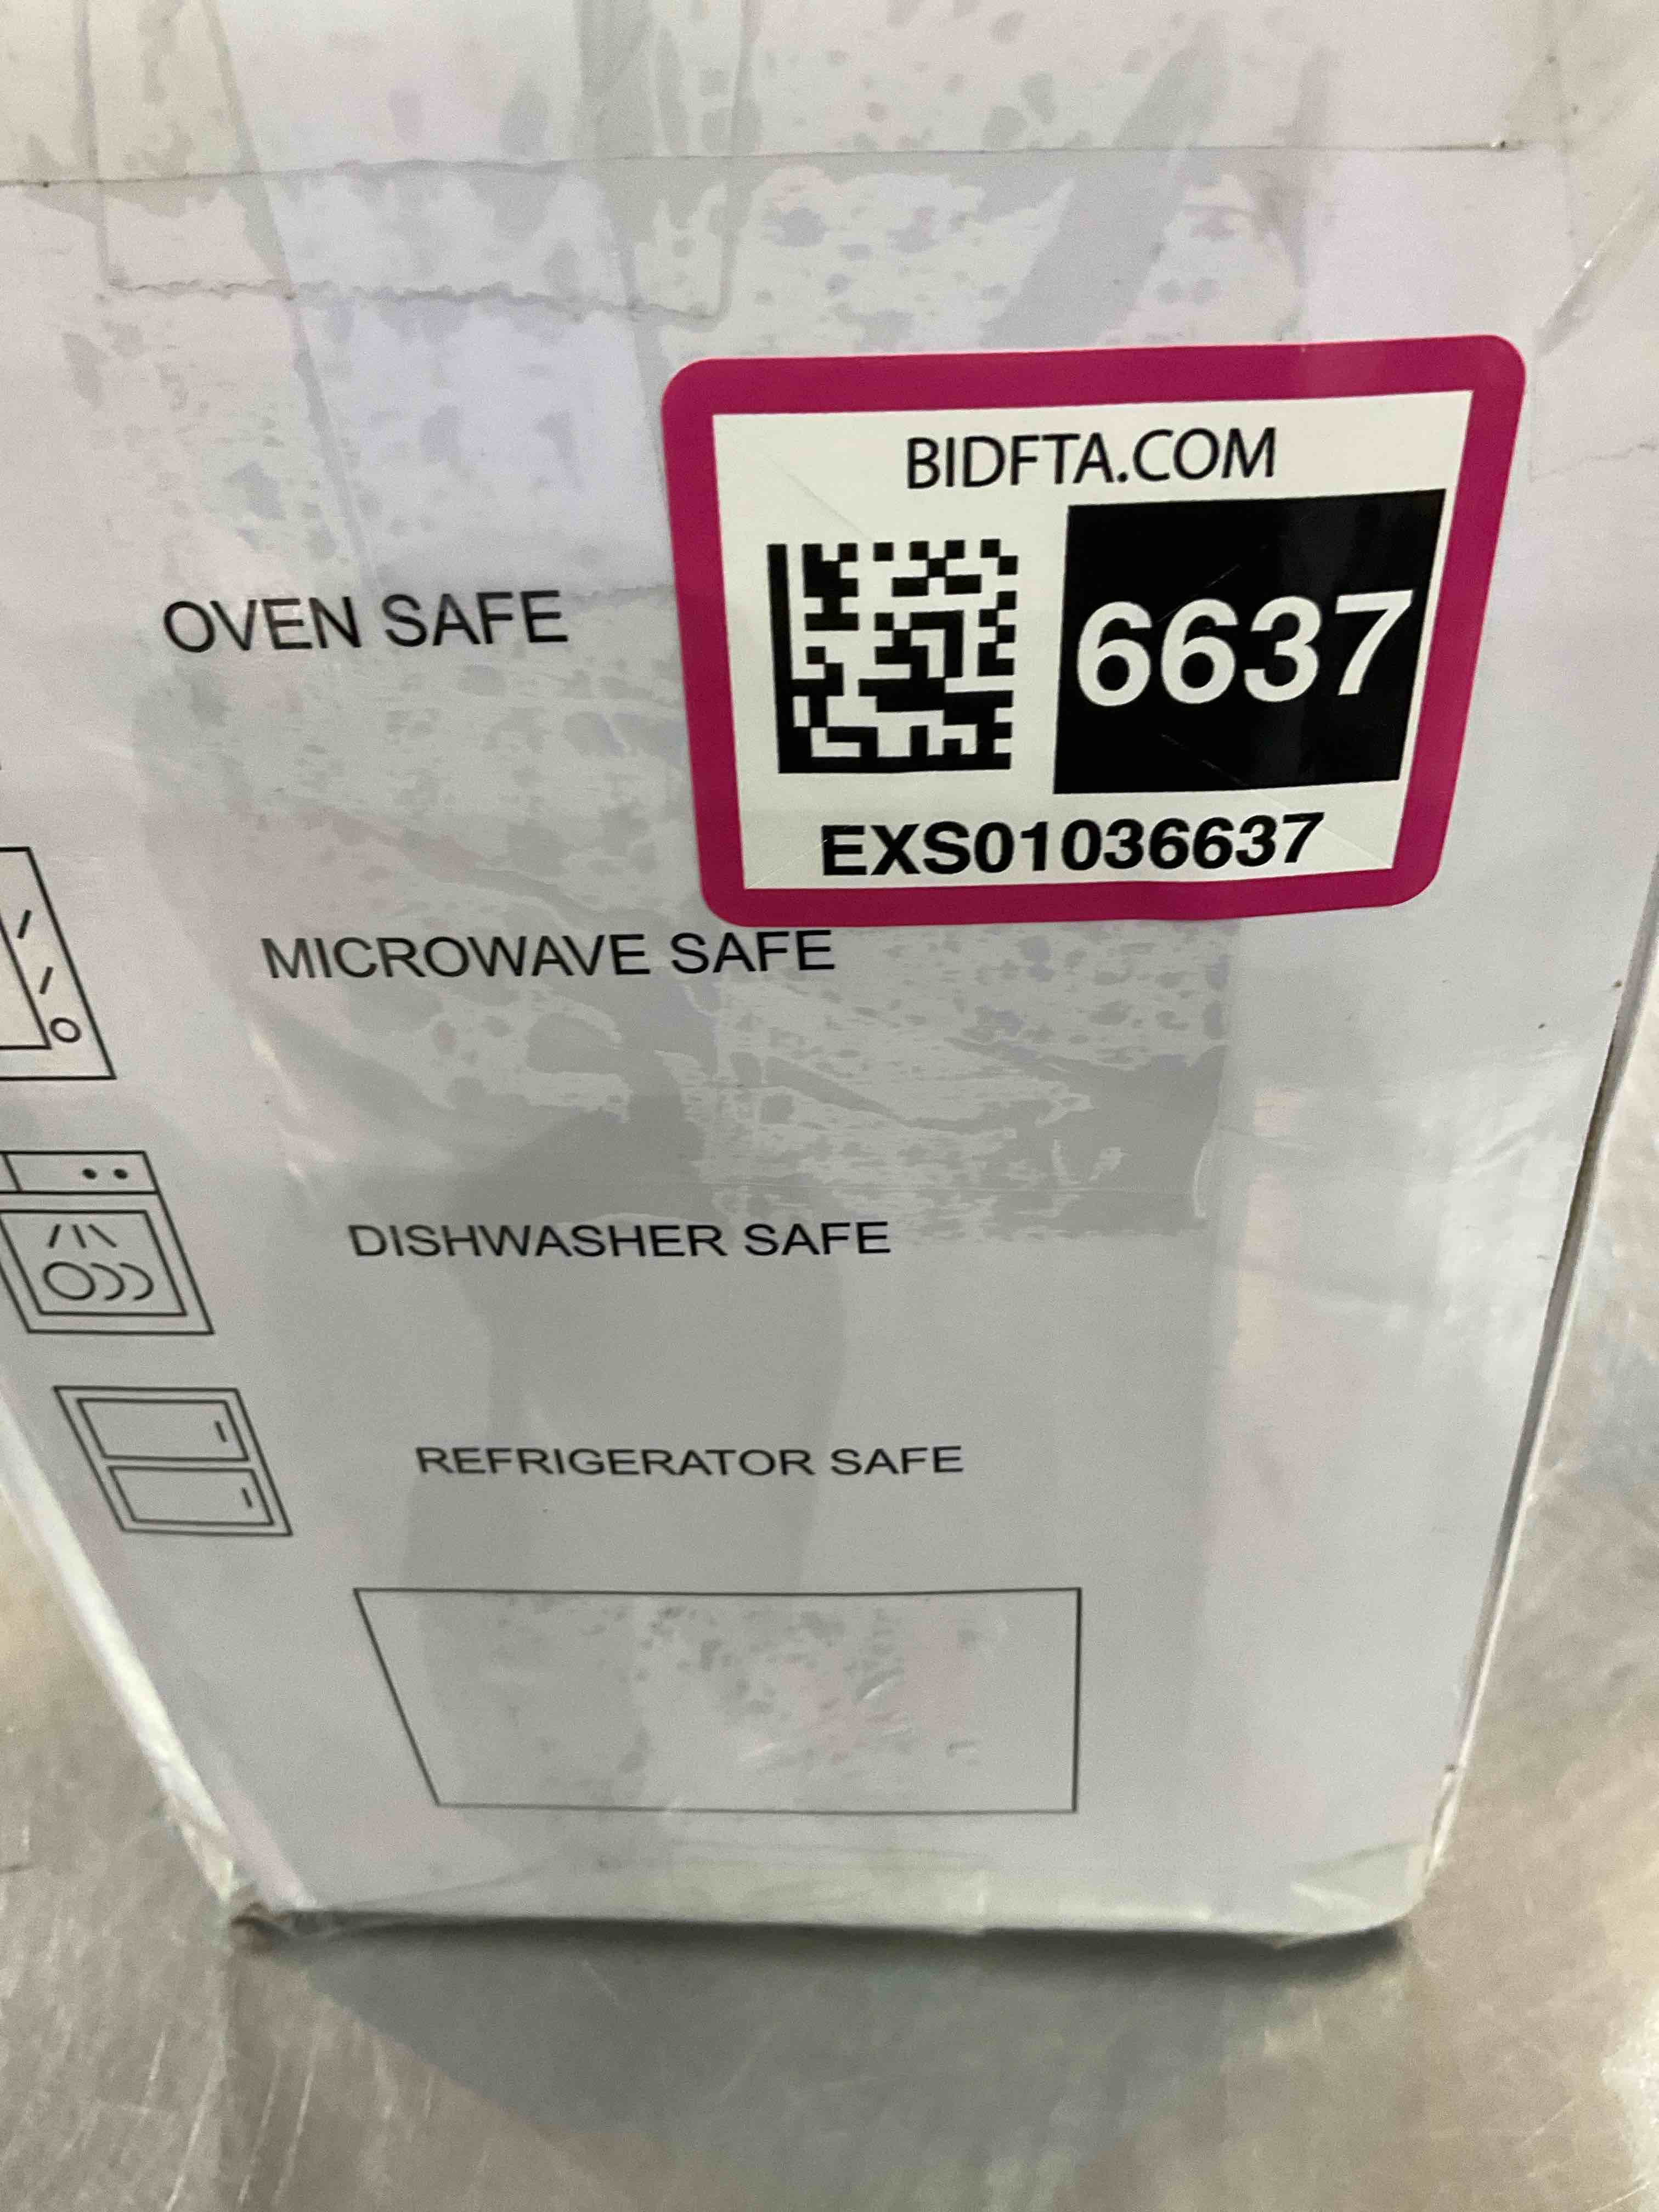 BIDFTA.COM
6637
EXS01036637
OVEN SAFE
MICROWAVE SAFE
DISHWASHER SAFE
REFRIGERATOR SAFE